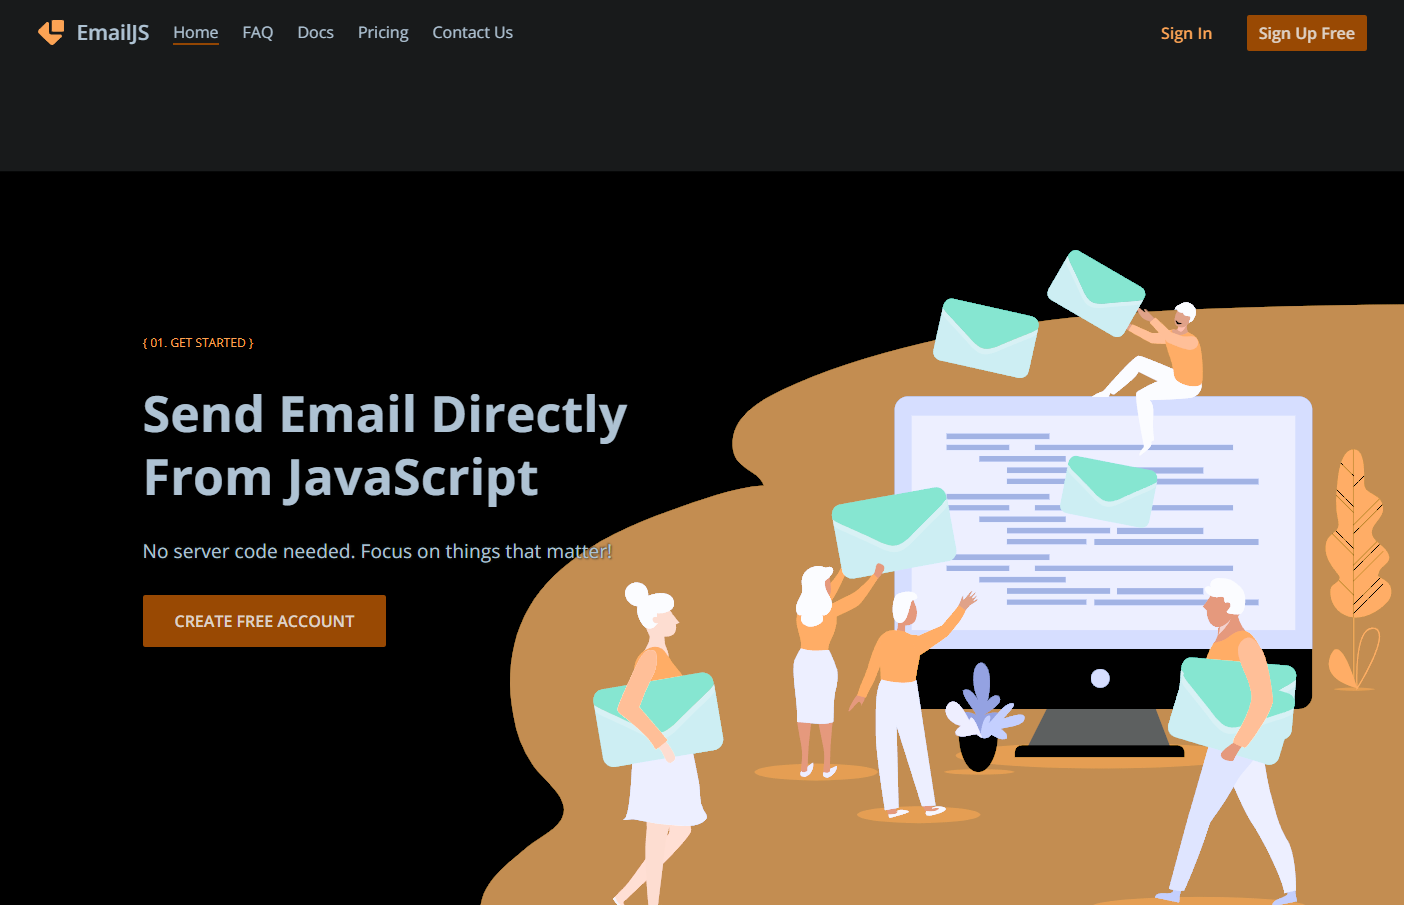 EmailJS Home FAQ Docs Pricing Contact Us Sign In Sign Up Free
{ 01. GET STARTED }
Send Email Directly
From JavaScript
No server code needed. Focus on things that matter!
CREATE FREE ACCOUNT